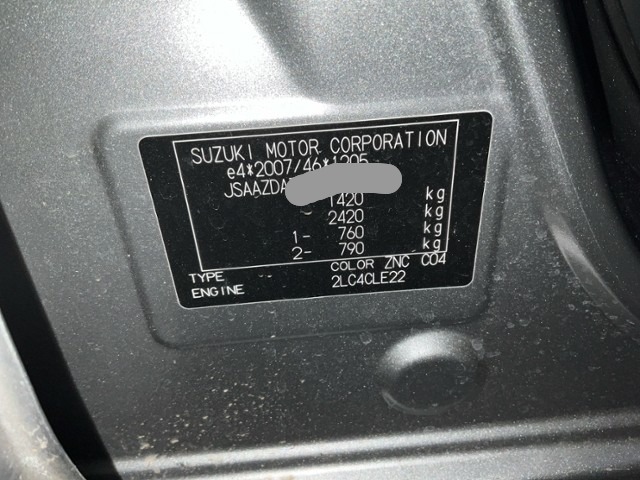 SUZUKI MOTOR CORPORATION
e4*2007/46*1205
JSAAZDA
1420 kg
2420 kg
1- 760 kg
2- 790 kg
COLOR ZNC C04
TYPE 2LC4CLE22
ENGINE